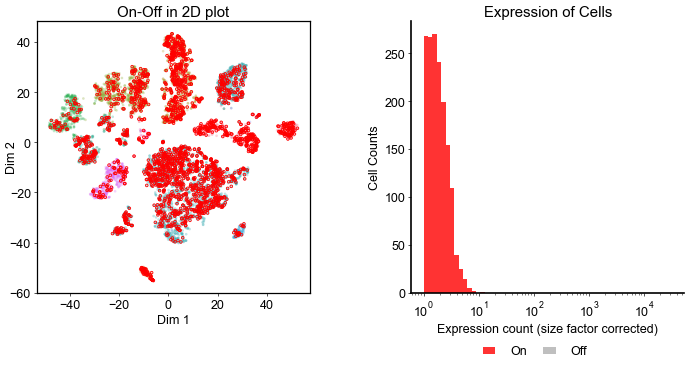 On-Off in 2D plot
40
20
0
−20
−40
−60
Dim 2
−40 −20 0 20 40
Dim 1
Expression of Cells
250
200
150
100
50
0
Cell Counts
10^0 10^1 10^2 10^3 10^4
Expression count (size factor corrected)
On Off